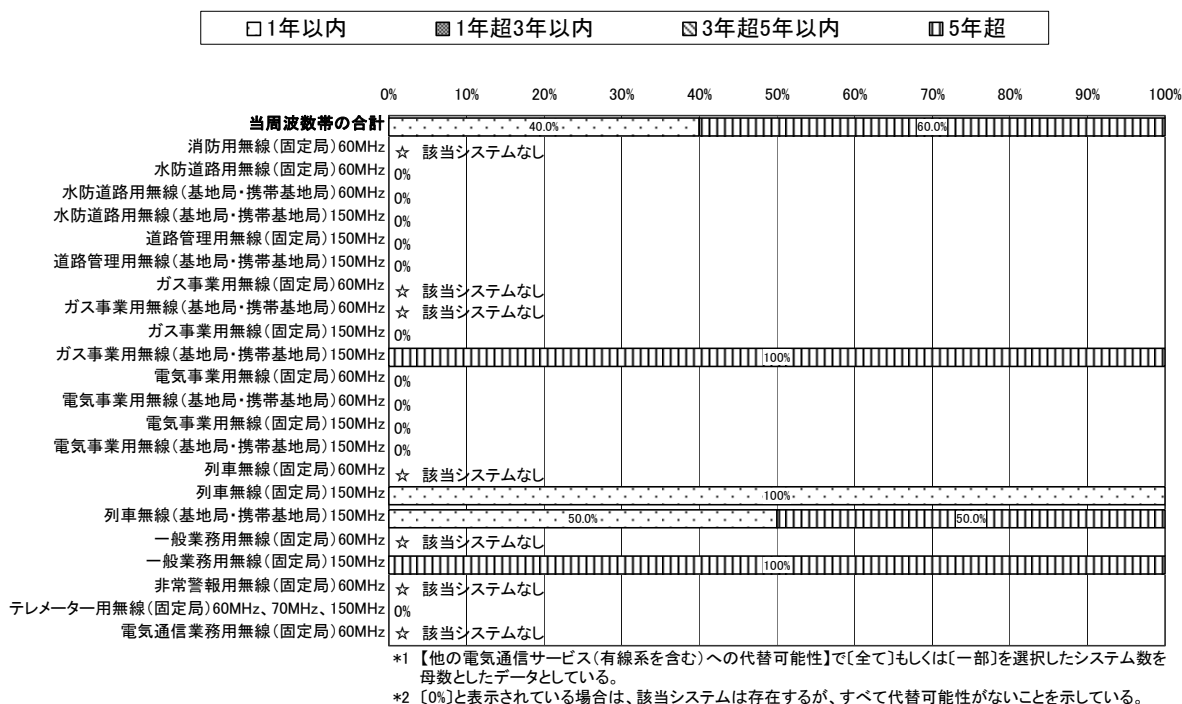 1年以内 1年超3年以内 3年超5年以内 5年超
0% 10% 20% 30% 40% 50% 60% 70% 80% 90% 100%
当周波数帯の合計 40.0% 60.0%
消防用無線(固定局)60MHz ☆ 該当システムなし
水防道路用無線(固定局)60MHz 0%
水防道路用無線(基地局・携帯基地局)60MHz 0%
水防道路用無線(基地局・携帯基地局)150MHz 0%
道路管理用無線(固定局)150MHz 0%
道路管理用無線(基地局・携帯基地局)150MHz 0%
ガス事業用無線(固定局)60MHz ☆ 該当システムなし
ガス事業用無線(基地局・携帯基地局)60MHz ☆ 該当システムなし
ガス事業用無線(固定局)150MHz 0%
ガス事業用無線(基地局・携帯基地局)150MHz 100%
電気事業用無線(固定局)60MHz 0%
電気事業用無線(基地局・携帯基地局)60MHz 0%
電気事業用無線(固定局)150MHz 0%
電気事業用無線(基地局・携帯基地局)150MHz 0%
列車無線(固定局)60MHz ☆ 該当システムなし
列車無線(固定局)150MHz 100%
列車無線(基地局・携帯基地局)150MHz 50.0% 50.0%
一般業務用無線(固定局)60MHz ☆ 該当システムなし
一般業務用無線(固定局)150MHz 100%
非常警報用無線(固定局)60MHz ☆ 該当システムなし
テレメーター用無線(固定局)60MHz、70MHz、150MHz 0%
電気通信業務用無線(固定局)60MHz ☆ 該当システムなし
*1 【他の電気通信サービス(有線系を含む)への代替可能性】で〔全て〕もしくは〔一部〕を選択したシステム数を
母数としたデータとしている。
*2 〔0%〕と表示されている場合は、該当システムは存在するが、すべて代替可能性がないことを示している。